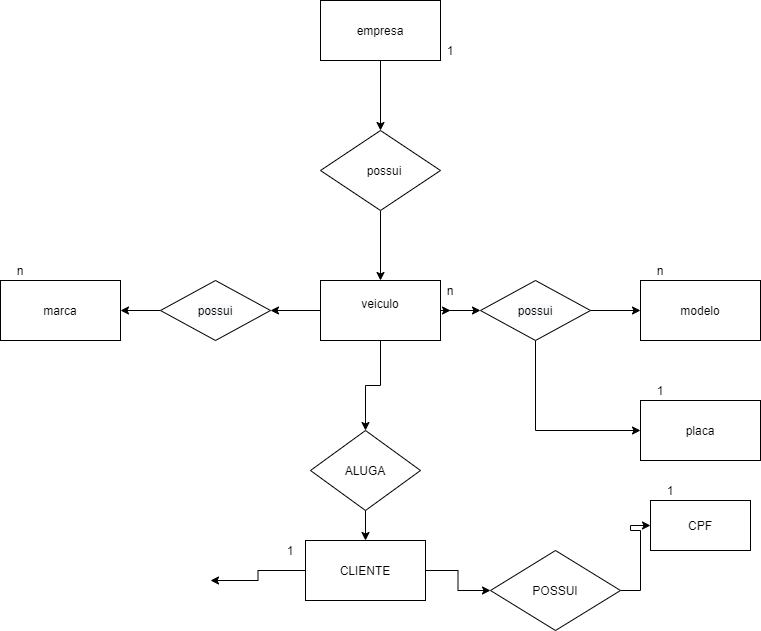 empresa
1
possui
n
n
n
marca
possui
veiculo
possui
modelo
1
placa
ALUGA
1
CPF
1
CLIENTE
POSSUI